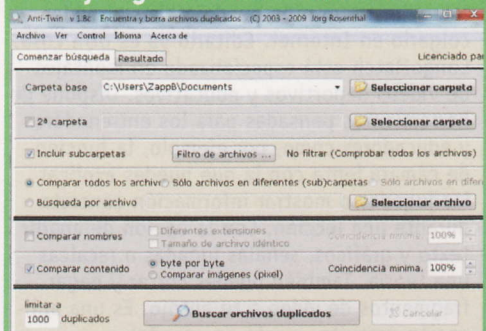 Anti-Twin v 1.8c Encuentra y borra archivos duplicados (C) 2003 - 2009 Jörg Rosenthal
Archivo Ver Control Idioma Acerca de
Comenzar búsqueda Resultado Licenciado par
Carpeta base C:\Users\ZappB\Documents Seleccionar carpeta
2ª carpeta Seleccionar carpeta
Incluir subcarpetas Filtro de archivos ... No filtrar (Comprobar todos los archivos)
Comparar todos los archivo Sólo archivos en diferentes (sub)carpetas Sólo archivos en difere
Busqueda por archivo Seleccionar archivo
Comparar nombres Diferentes extensiones Coincidencia minima. 100%
Tamaño de archivo idéntico
Comparar contenido byte por byte Coincidencia minima. 100%
Comparar imágenes (pixel)
limitar a
1000 duplicados Buscar archivos duplicados Cancelar